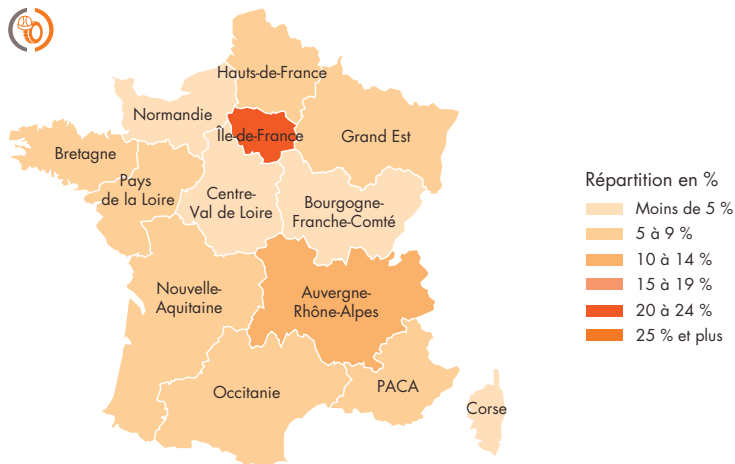 Hauts-de-France
Normandie
Île-de-France
Grand Est
Bretagne
Pays
de la Loire
Centre-
Val de Loire
Bourgogne-
Franche-Comté
Nouvelle-
Aquitaine
Auvergne-
Rhône-Alpes
Occitanie
PACA
Corse
Répartition en %
Moins de 5 %
5 à 9 %
10 à 14 %
15 à 19 %
20 à 24 %
25 % et plus